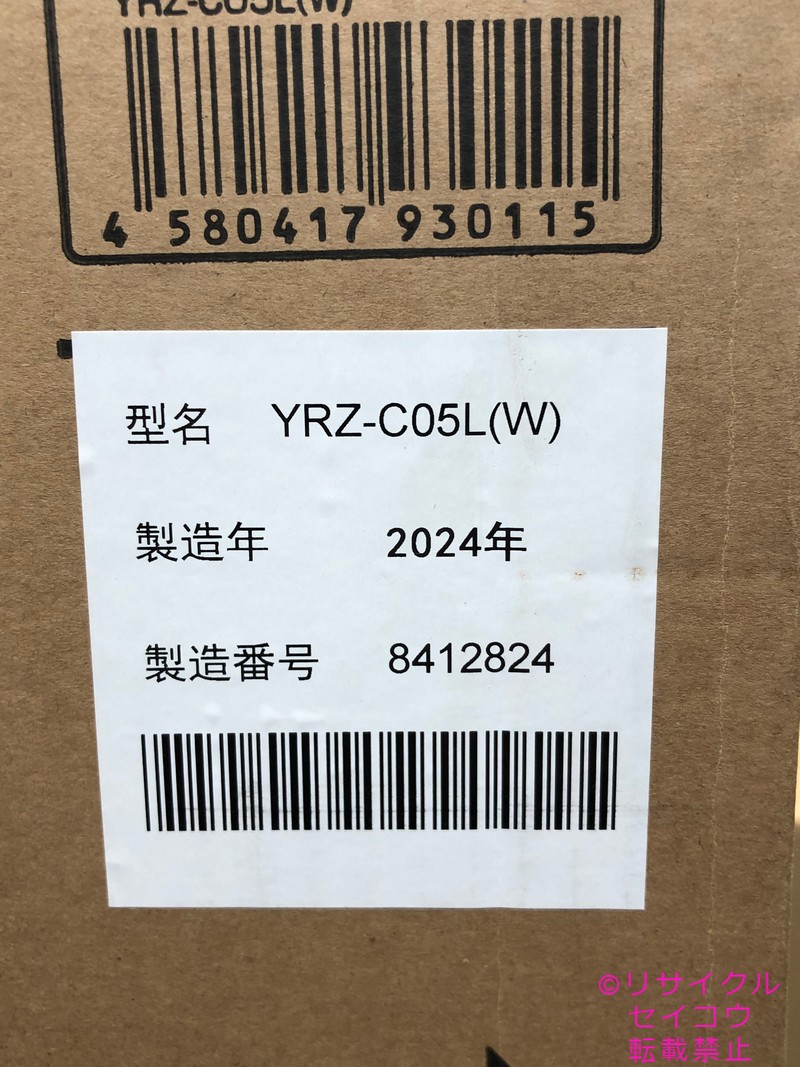 YRZ-C05L(W)
4 580417 930115
型名 YRZ-C05L(W)
製造年 2024年
製造番号 8412824
©リサイクル
セイコウ
転載禁止